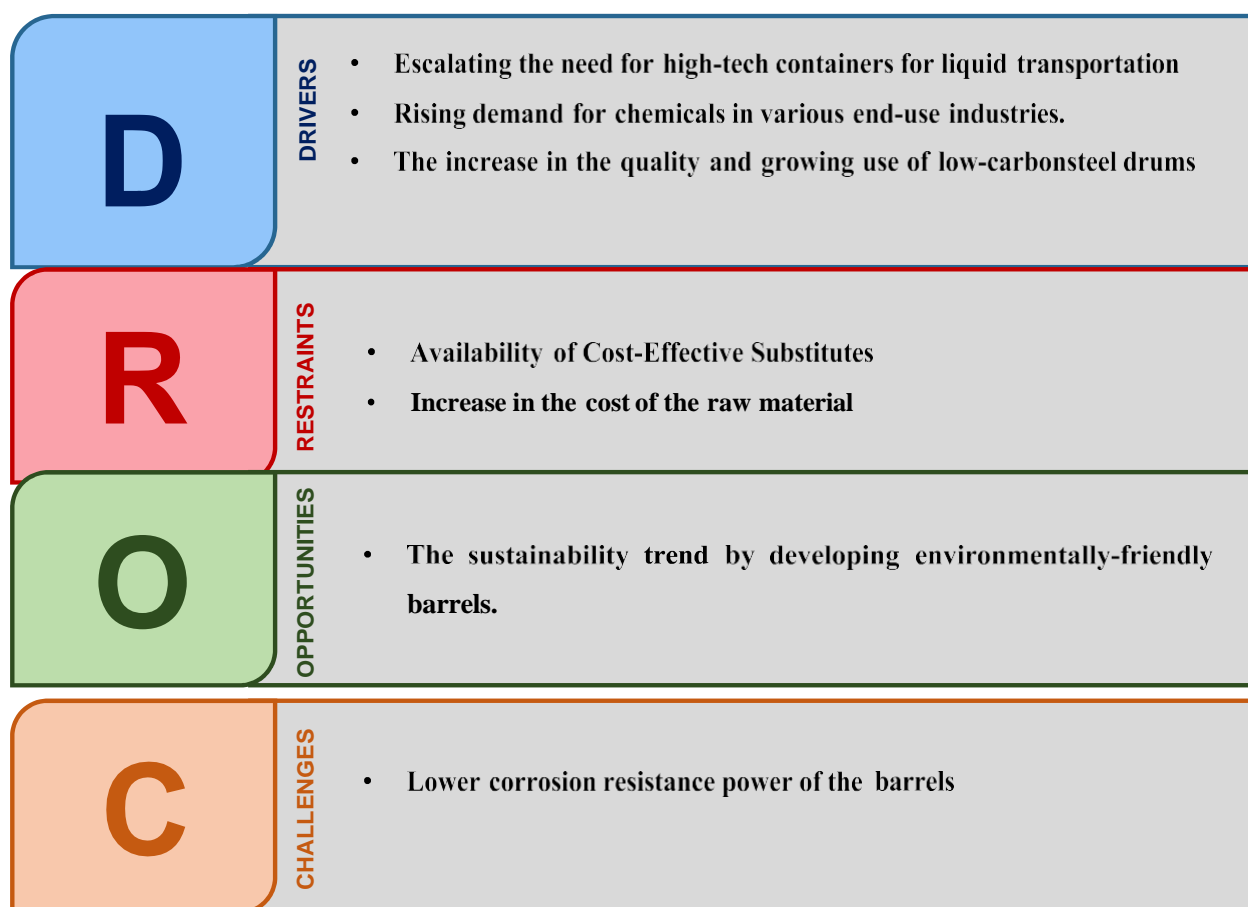 D
DRIVERS
• Escalating the need for high-tech containers for liquid transportation
• Rising demand for chemicals in various end-use industries.
• The increase in the quality and growing use of low-carbonsteel drums
R
RESTRAINTS
• Availability of Cost-Effective Substitutes
• Increase in the cost of the raw material
O
OPPORTUNITIES
• The sustainability trend by developing environmentally-friendly
barrels.
C
CHALLENGES
• Lower corrosion resistance power of the barrels